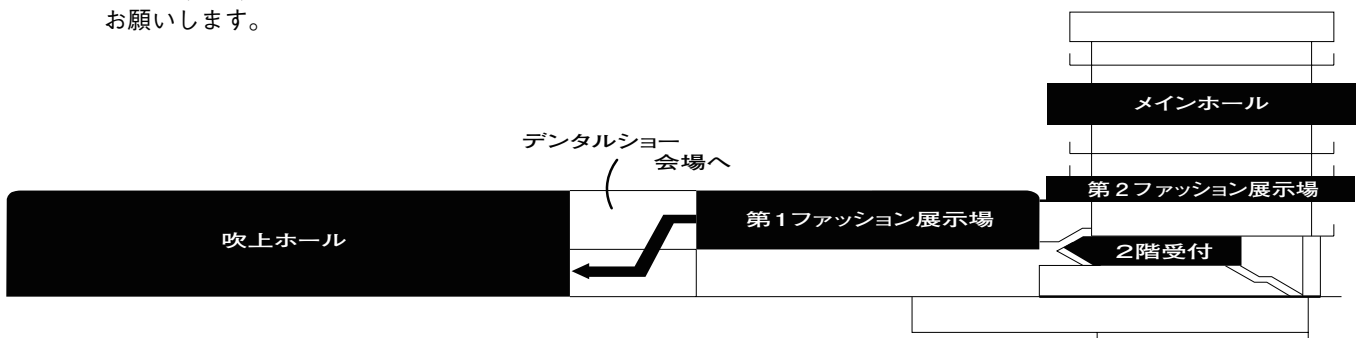 お願いします。
メインホール
デンタルショー
会場へ
第2ファッション展示場
第1ファッション展示場
吹上ホール
2階受付